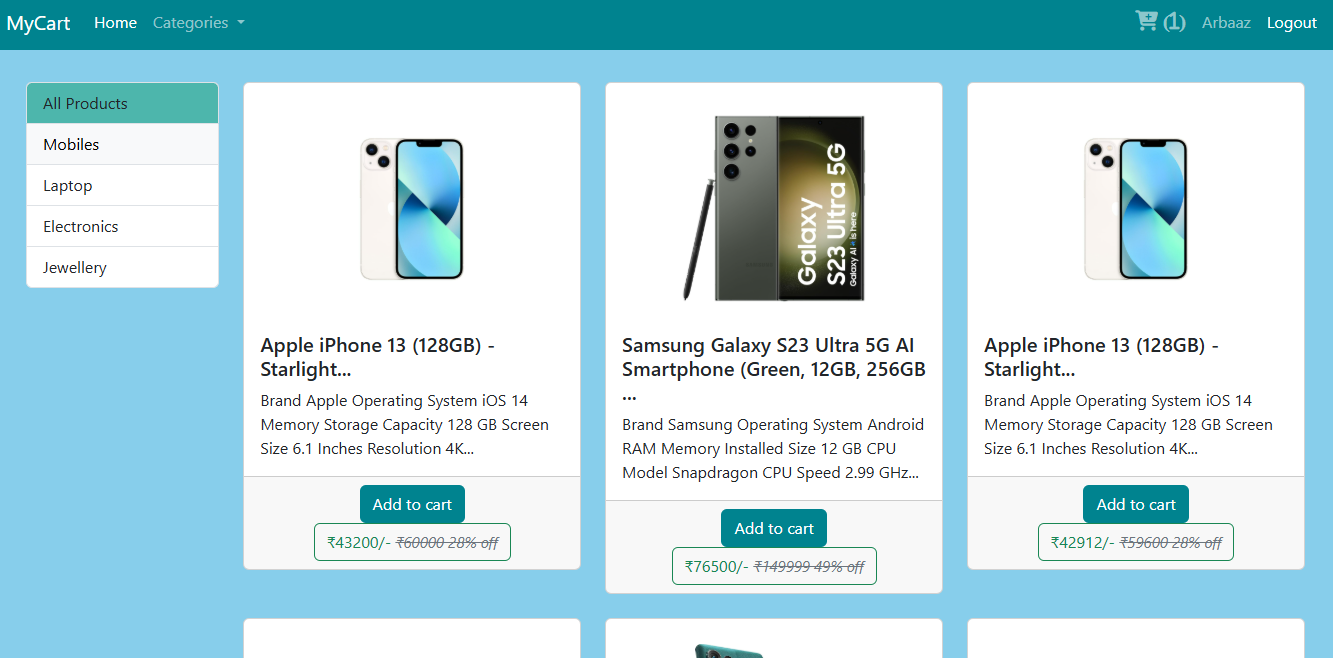 MyCart Home Categories (1) Arbaaz Logout
All Products
Mobiles
Laptop
Electronics
Jewellery
Apple iPhone 13 (128GB) -
Starlight...
Brand Apple Operating System iOS 14
Memory Storage Capacity 128 GB Screen
Size 6.1 Inches Resolution 4K...
Add to cart
₹43200/- ₹60000 28% off
Galaxy
S23 Ultra 5G
Galaxy AI is here
Samsung Galaxy S23 Ultra 5G AI
Smartphone (Green, 12GB, 256GB
...
Brand Samsung Operating System Android
RAM Memory Installed Size 12 GB CPU
Model Snapdragon CPU Speed 2.99 GHz...
Add to cart
₹76500/- ₹149999 49% off
Apple iPhone 13 (128GB) -
Starlight...
Brand Apple Operating System iOS 14
Memory Storage Capacity 128 GB Screen
Size 6.1 Inches Resolution 4K...
Add to cart
₹42912/- ₹59600 28% off